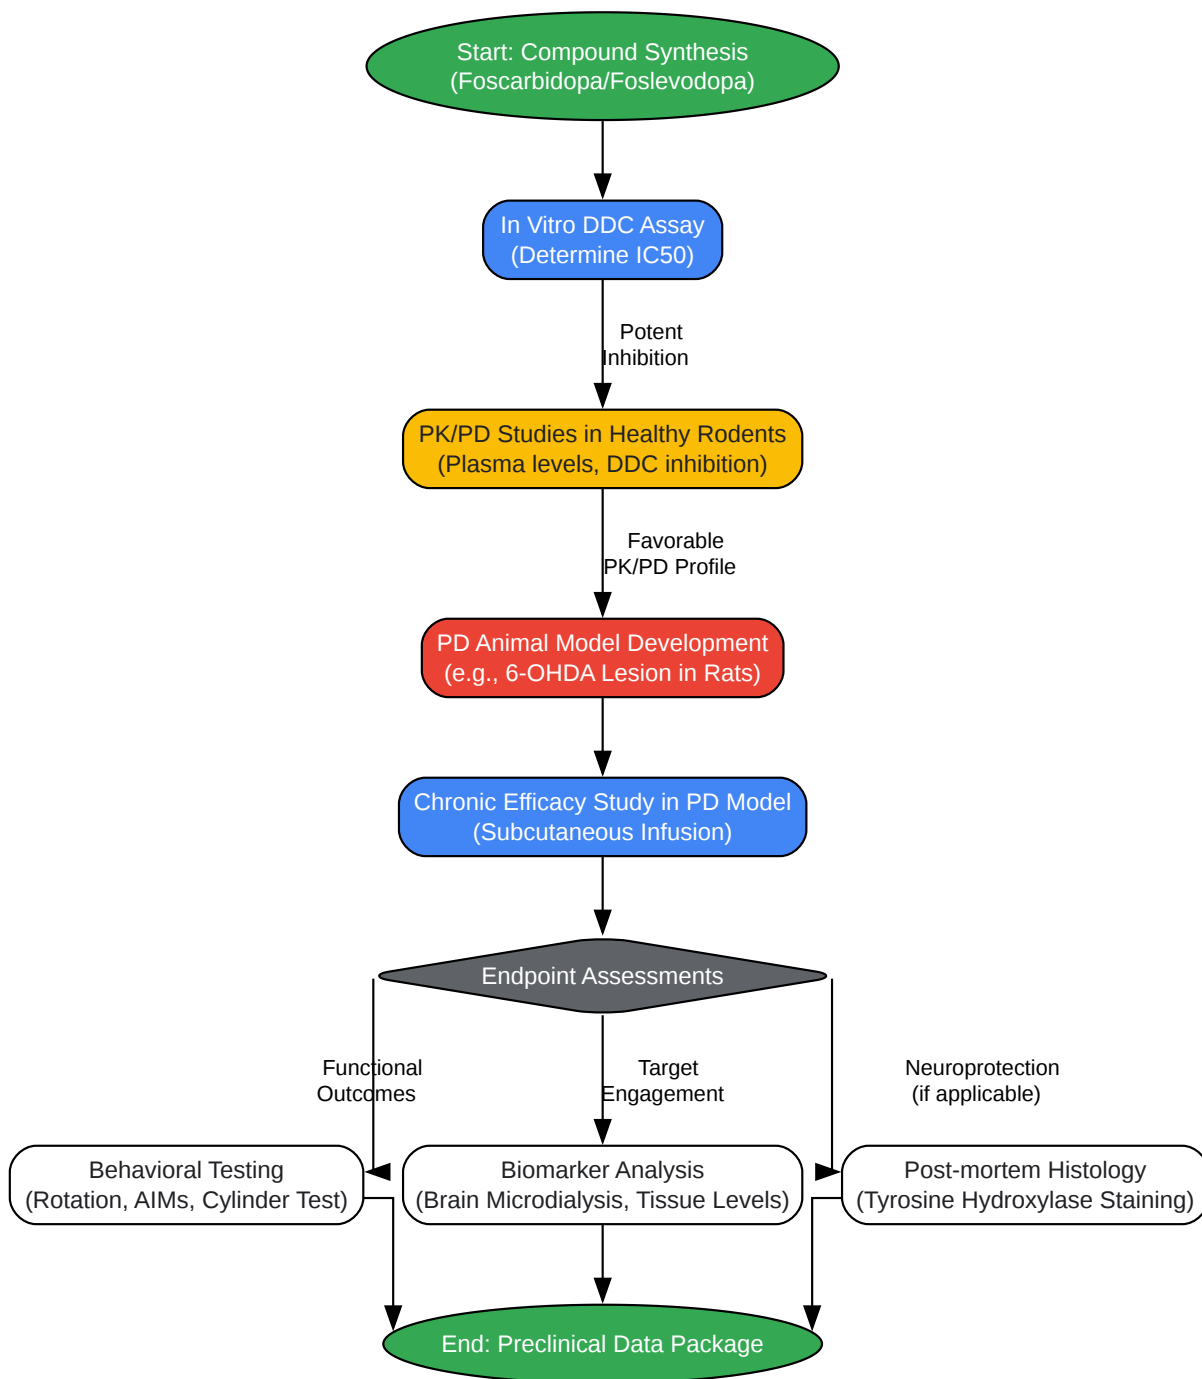 Start: Compound Synthesis
(Foscarbidopa/Foslevodopa)
In Vitro DDC Assay
(Determine IC50)
Potent
Inhibition
PK/PD Studies in Healthy Rodents
(Plasma levels, DDC inhibition)
Favorable
PK/PD Profile
PD Animal Model Development
(e.g., 6-OHDA Lesion in Rats)
Chronic Efficacy Study in PD Model
(Subcutaneous Infusion)
Endpoint Assessments
Functional
Outcomes
Target
Engagement
Neuroprotection
(if applicable)
Behavioral Testing
(Rotation, AIMs, Cylinder Test)
Biomarker Analysis
(Brain Microdialysis, Tissue Levels)
Post-mortem Histology
(Tyrosine Hydroxylase Staining)
End: Preclinical Data Package